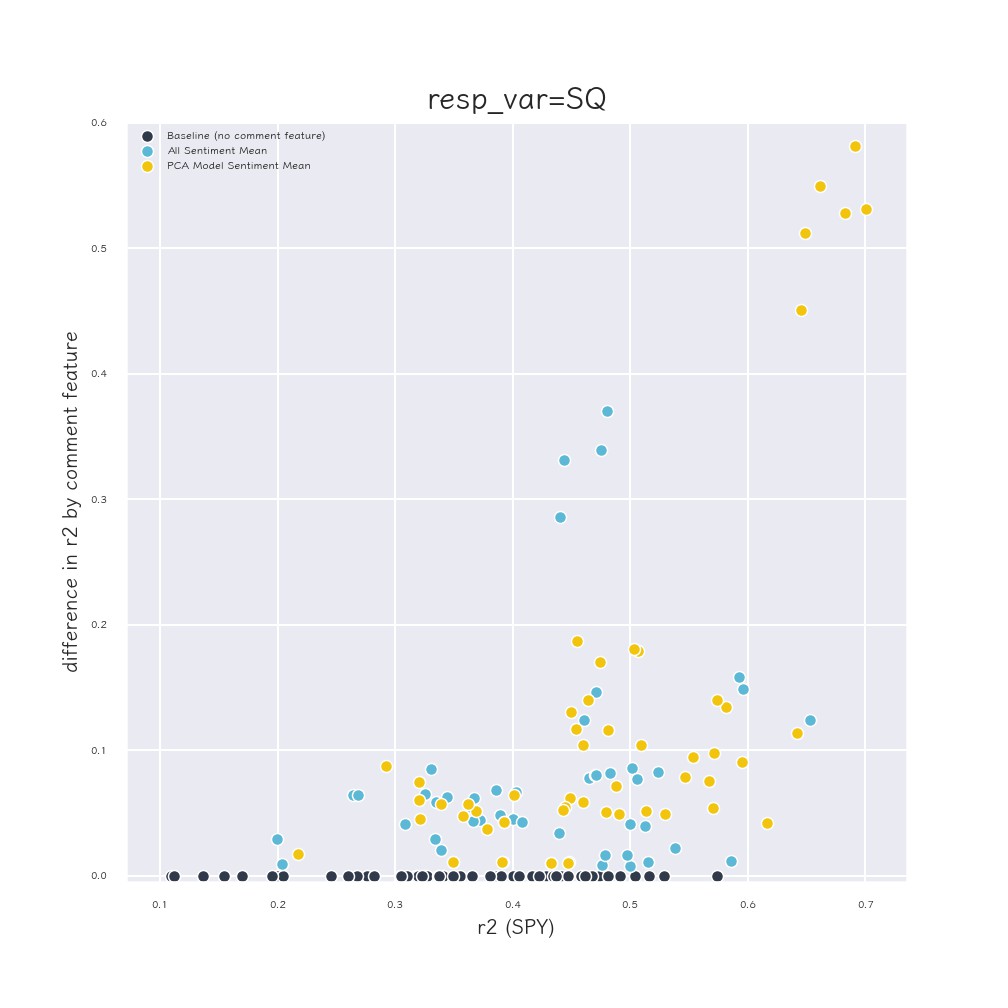 resp_var=SQ
0.6
Baseline (no comment feature)
All Sentiment Mean
PCA Model Sentiment Mean
0.5
0.4
0.3
0.2
0.1
0.0
difference in r2 by comment feature
0.1 0.2 0.3 0.4 0.5 0.6 0.7
r2 (SPY)